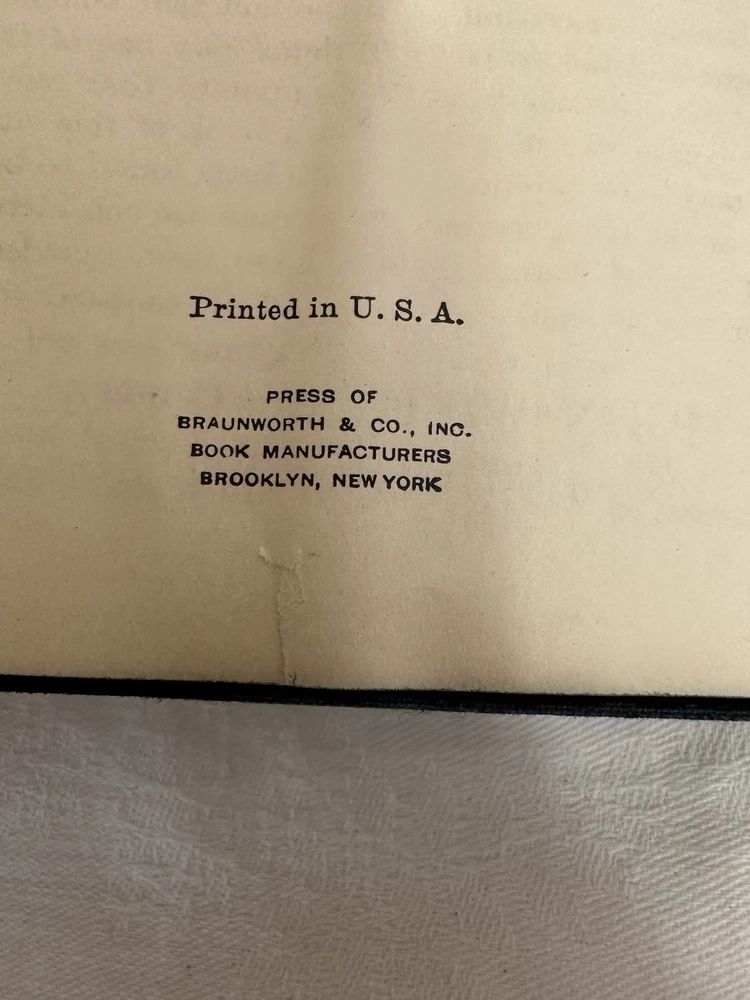 Printed in U. S. A.
PRESS OF
BRAUNWORTH & CO., INC.
BOOK MANUFACTURERS
BROOKLYN, NEW YORK